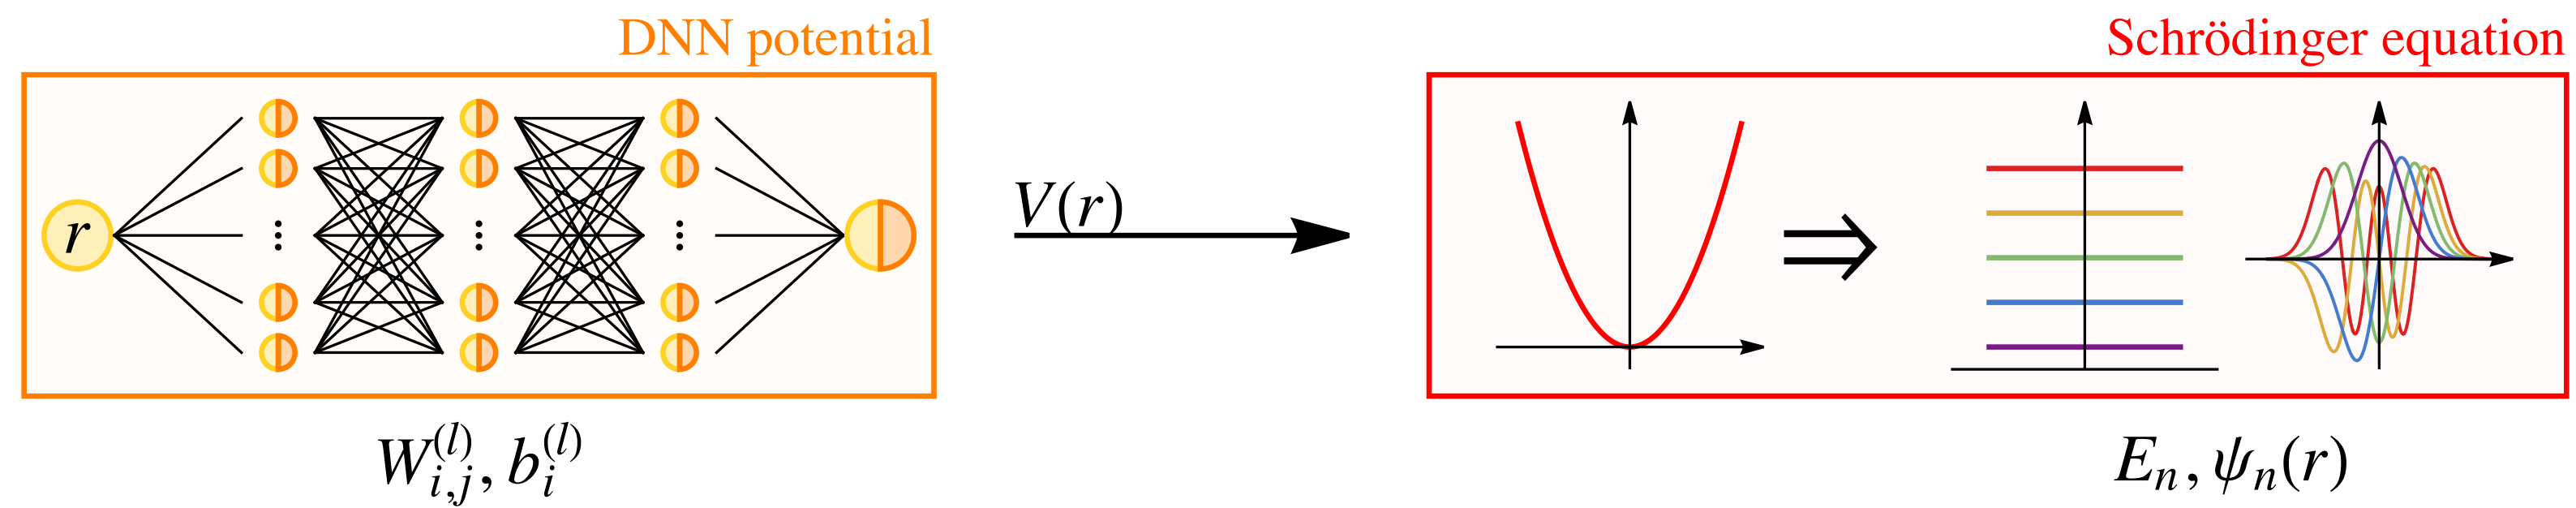 DNN potential
r
⋮ ⋮ ⋮
V(r)
Schrödinger equation
⇒
W_{i,j}^{(l)}, b_i^{(l)}
E_n, ψ_n(r)